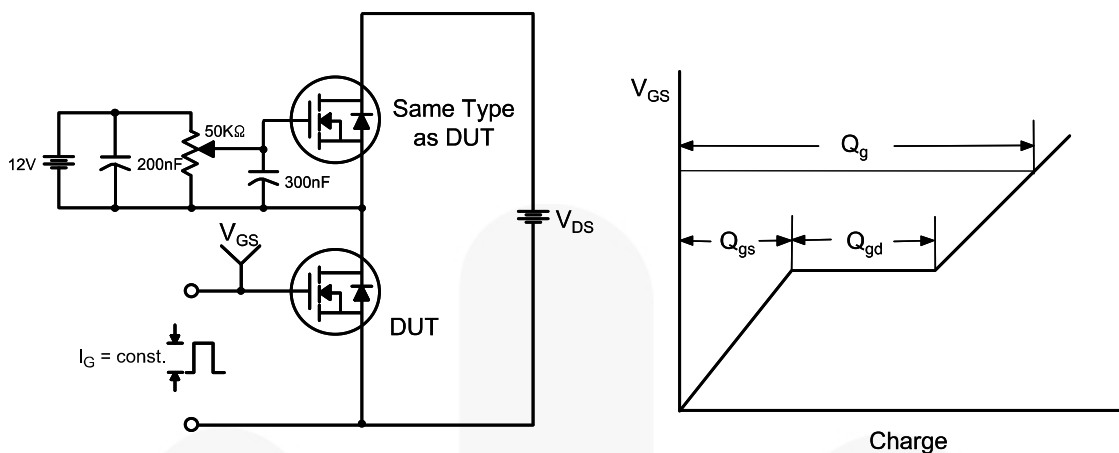 12V
200nF
50KΩ
300nF
Same Type
as DUT
V_GS
DUT
I_G = const.
V_DS
V_GS
Q_g
Q_gs
Q_gd
Charge